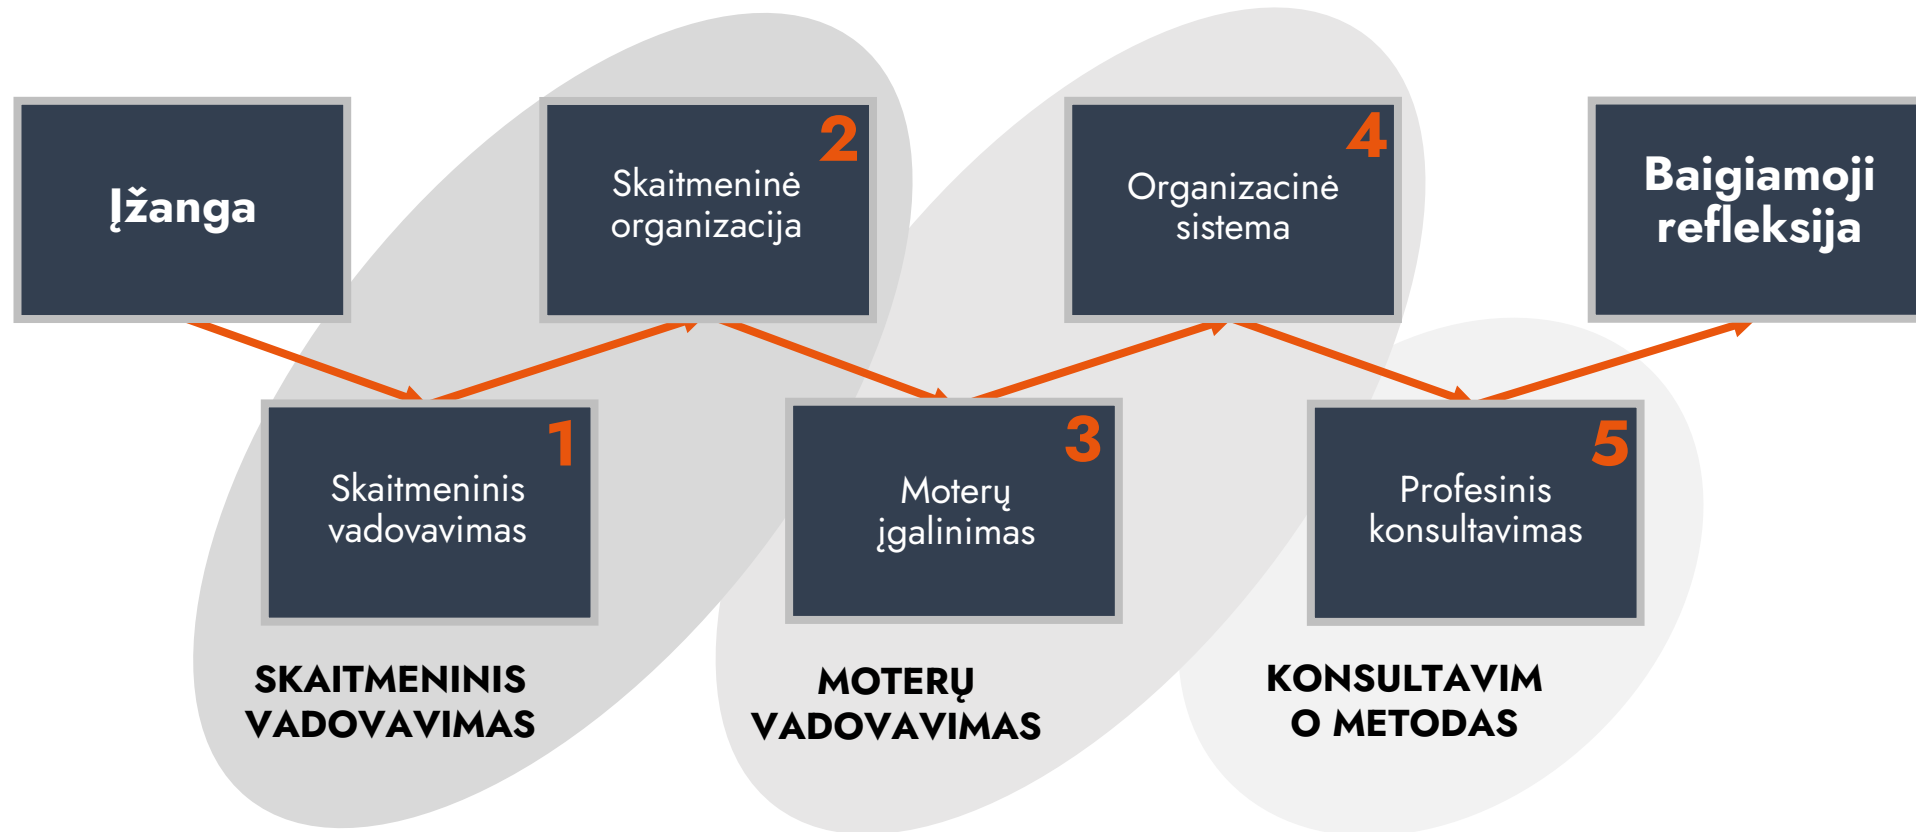 Įžanga
2
Skaitmeninė
organizacija
4
Organizacinė
sistema
Baigiamoji
refleksija
1
Skaitmeninis
vadovavimas
3
Moterų
įgalinimas
5
Profesinis
konsultavimas
SKAITMENINIS
VADOVAVIMAS
MOTERŲ
VADOVAVIMAS
KONSULTAVIM
O METODAS